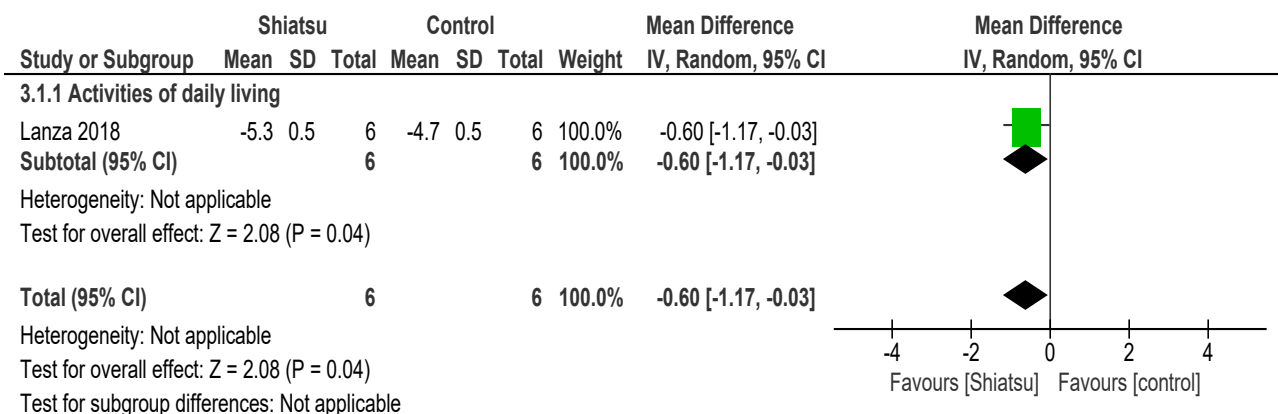 Shiatsu Control Mean Difference Mean Difference
Study or Subgroup Mean SD Total Mean SD Total Weight IV, Random, 95% CI IV, Random, 95% CI
3.1.1 Activities of daily living
Lanza 2018 -5.3 0.5 6 -4.7 0.5 6 100.0% -0.60 [-1.17, -0.03]
Subtotal (95% CI) 6 6 100.0% -0.60 [-1.17, -0.03]
Heterogeneity: Not applicable
Test for overall effect: Z = 2.08 (P = 0.04)
Total (95% CI) 6 6 100.0% -0.60 [-1.17, -0.03]
Heterogeneity: Not applicable
Test for overall effect: Z = 2.08 (P = 0.04)
Test for subgroup differences: Not applicable
-4 -2 0 2 4
Favours [Shiatsu] Favours [control]